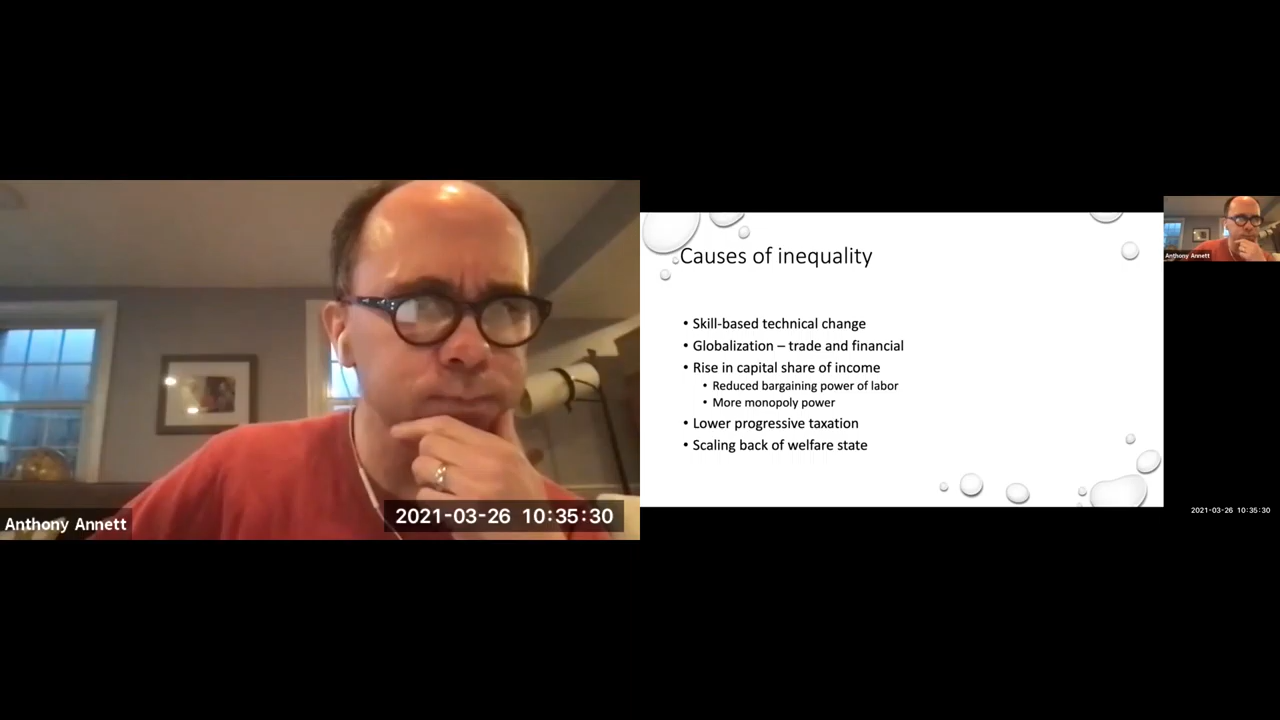 Anthony Annett
2021-03-26 10:35:30
Causes of inequality
• Skill-based technical change
• Globalization – trade and financial
• Rise in capital share of income
• Reduced bargaining power of labor
• More monopoly power
• Lower progressive taxation
• Scaling back of welfare state
Anthony Annett
2021-03-26 10:35:30